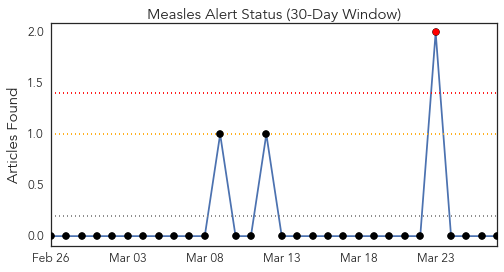 Measles Alert Status (30-Day Window)
Articles Found
2.0
1.5
1.0
0.5
0.0
Feb 26 Mar 03 Mar 08 Mar 13 Mar 18 Mar 23